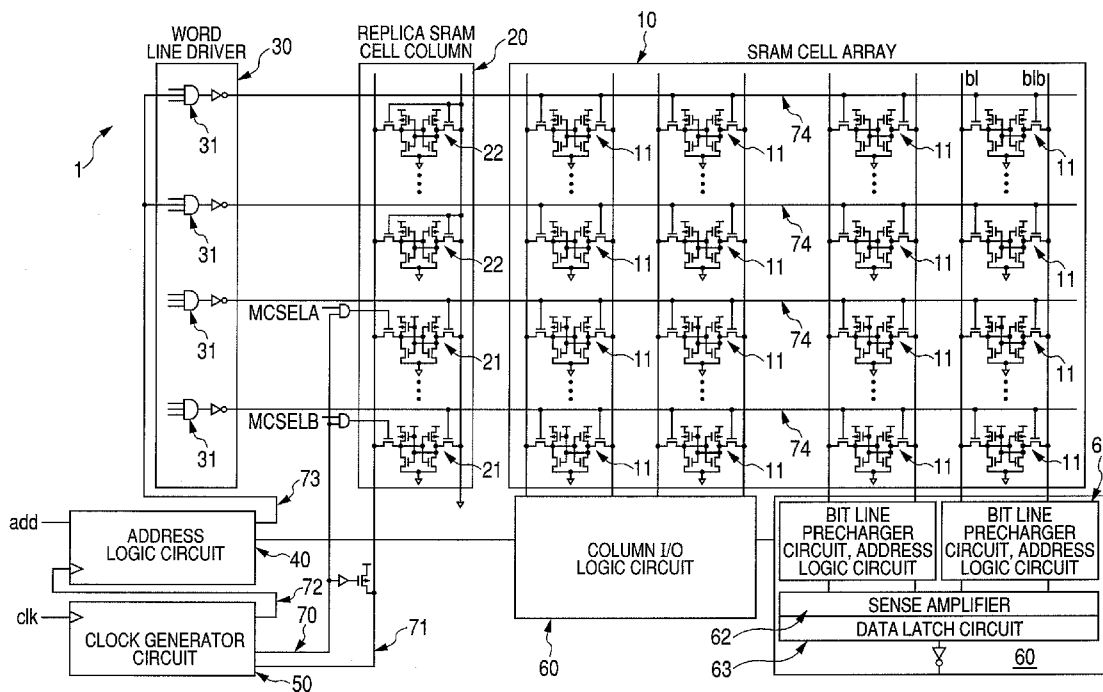 WORD
LINE DRIVER
30
REPLICA SRAM
CELL COLUMN
20
10
SRAM CELL ARRAY
bl
blb
1
31
22
11
11
74
11
11
31
22
11
11
74
11
11
MCSELA
31
21
11
11
74
11
11
MCSELB
31
21
11
11
74
11
11
73
6
add
ADDRESS
LOGIC CIRCUIT
40
COLUMN I/O
LOGIC CIRCUIT
BIT LINE
PRECHARGER
CIRCUIT, ADDRESS
LOGIC CIRCUIT
BIT LINE
PRECHARGER
CIRCUIT, ADDRESS
LOGIC CIRCUIT
72
clk
CLOCK GENERATOR
CIRCUIT
70
71
50
60
SENSE AMPLIFIER
62
DATA LATCH CIRCUIT
63
60